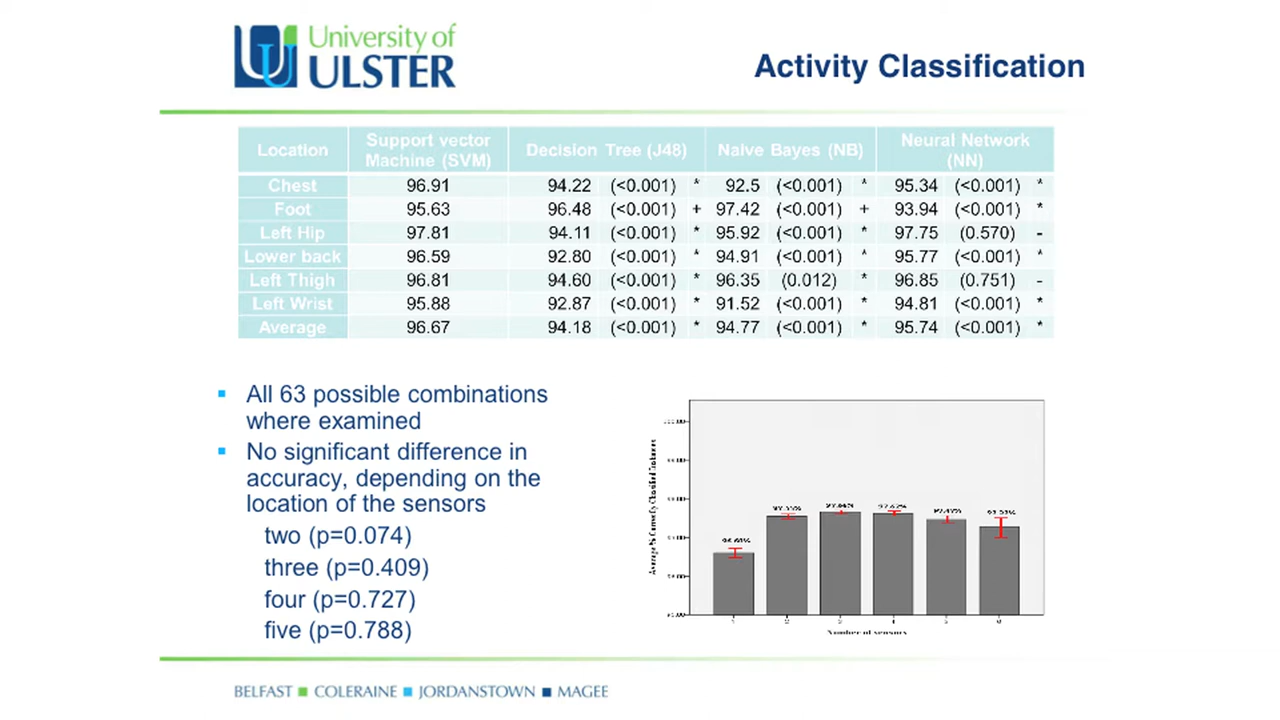 University of
ULSTER
Activity Classification
Location Support vector Machine (SVM) Decision Tree (J48) Naive Bayes (NB) Neural Network (NN)
Chest 96.91 94.22 (<0.001) * 92.5 (<0.001) * 95.34 (<0.001) *
Foot 95.63 96.48 (<0.001) + 97.42 (<0.001) + 93.94 (<0.001) *
Left Hip 97.81 94.11 (<0.001) * 95.92 (<0.001) * 97.75 (0.570) -
Lower back 96.59 92.80 (<0.001) * 94.91 (<0.001) * 95.77 (<0.001) *
Left Thigh 96.81 94.60 (<0.001) * 96.35 (0.012) * 96.85 (0.751) -
Left Wrist 95.88 92.87 (<0.001) * 91.52 (<0.001) * 94.81 (<0.001) *
Average 96.67 94.18 (<0.001) * 94.77 (<0.001) * 95.74 (<0.001) *
▪ All 63 possible combinations
where examined
▪ No significant difference in
accuracy, depending on the
location of the sensors
two (p=0.074)
three (p=0.409)
four (p=0.727)
five (p=0.788)
Number of sensors
BELFAST ■ COLERAINE ■ JORDANSTOWN ■ MAGEE